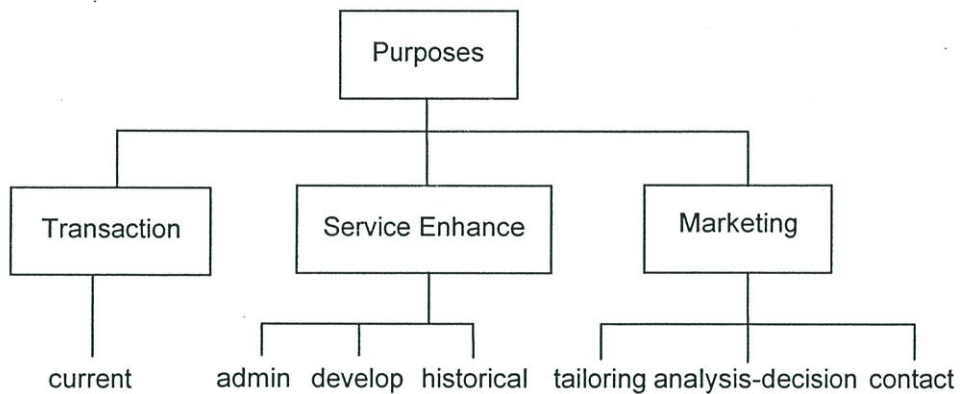 Purposes
Transaction
Service Enhance
Marketing
current
admin
develop
historical
tailoring
analysis-decision
contact